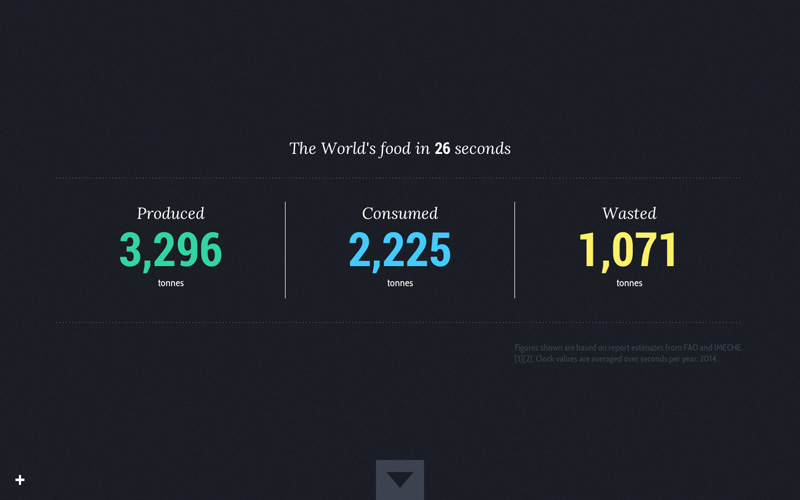 The World's food in 26 seconds
Produced
3,296
tonnes
Consumed
2,225
tonnes
Wasted
1,071
tonnes
Figures shown are based on report estimates from FAO and IMECHE
[1][2]. Clock values are averaged over seconds per year. 2014.
+